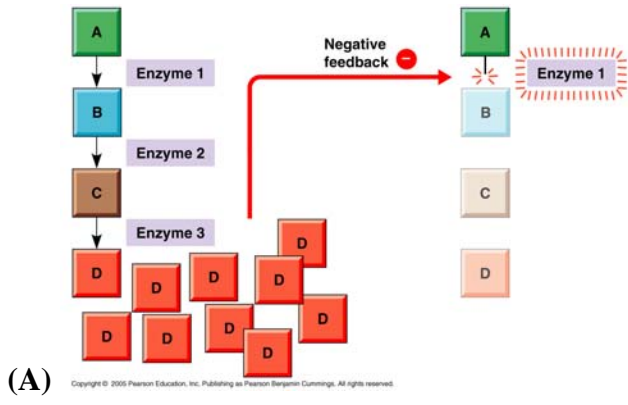 A
Enzyme 1
B
Enzyme 2
C
Enzyme 3
D
D
D
D
D
D
D
D
D
D
Negative
feedback
–
A
Enzyme 1
B
C
D
(A)
Copyright © 2005 Pearson Education, Inc. Publishing as Pearson Benjamin Cummings. All rights reserved.